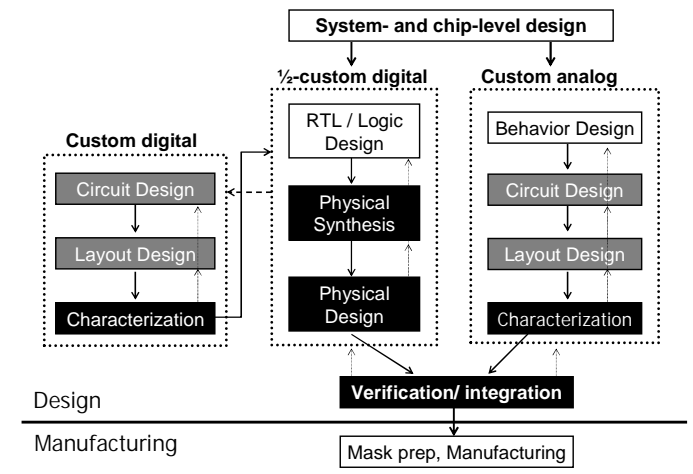 System- and chip-level design
½-custom digital
Custom analog
Custom digital
RTL / Logic
Design
Behavior Design
Circuit Design
Physical
Synthesis
Circuit Design
Layout Design
Layout Design
Characterization
Physical
Design
Characterization
Verification/ integration
Design
Manufacturing
Mask prep, Manufacturing